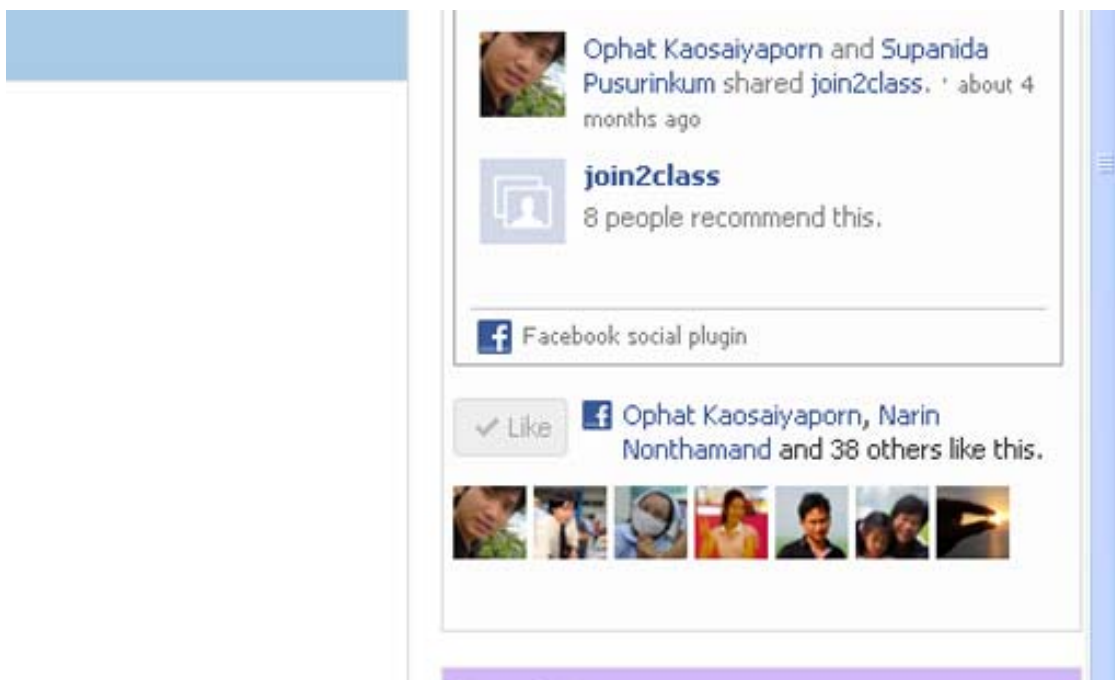 Ophat Kaosaiyaporn and Supanida
Pusurinkum shared join2class. · about 4
months ago
join2class
8 people recommend this.
Facebook social plugin
Like
Ophat Kaosaiyaporn, Narin
Nonthamand and 38 others like this.